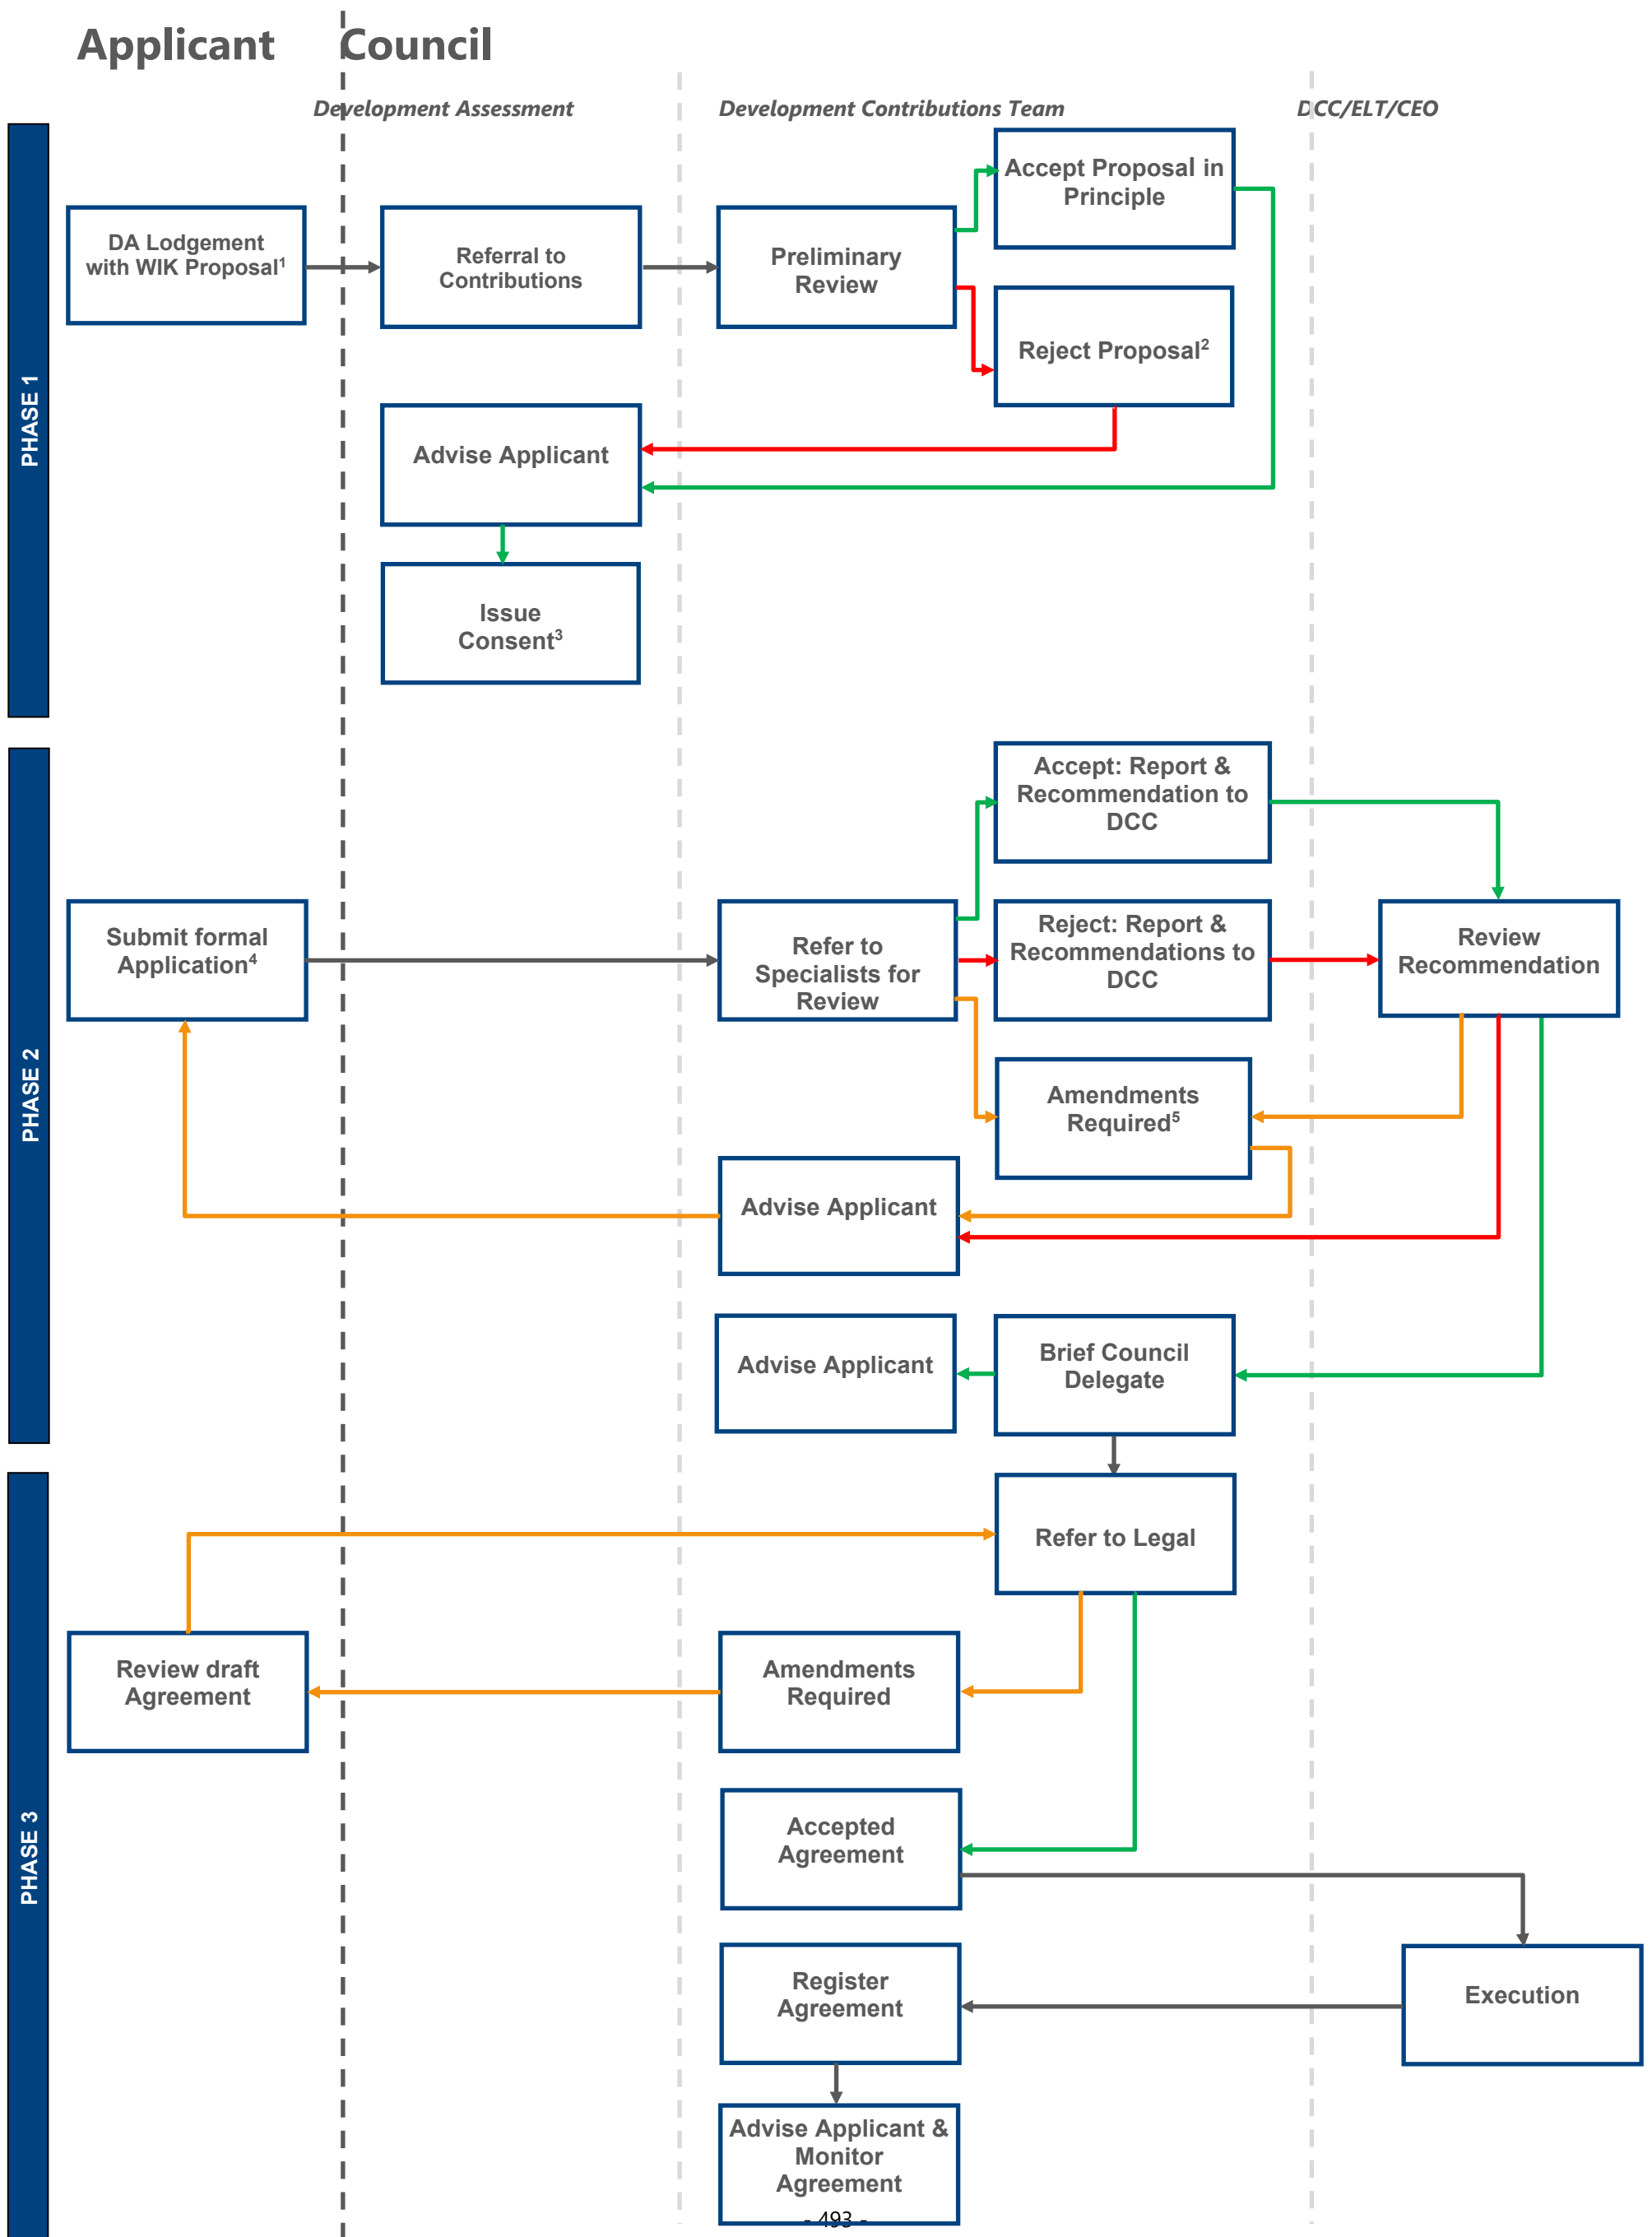 Applicant
Council
Development Assessment
Development Contributions Team
DCC/ELT/CEO
PHASE 1
DA Lodgement
with WIK Proposal¹
Referral to
Contributions
Preliminary
Review
Accept Proposal in
Principle
Reject Proposal²
Advise Applicant
Issue
Consent³
PHASE 2
Accept: Report &
Recommendation to
DCC
Submit formal
Application⁴
Refer to
Specialists for
Review
Reject: Report &
Recommendations to
DCC
Review
Recommendation
Amendments
Required⁵
Advise Applicant
Advise Applicant
Brief Council
Delegate
PHASE 3
Refer to Legal
Review draft
Agreement
Amendments
Required
Accepted
Agreement
Register
Agreement
Execution
Advise Applicant &
Monitor
Agreement
- 493 -